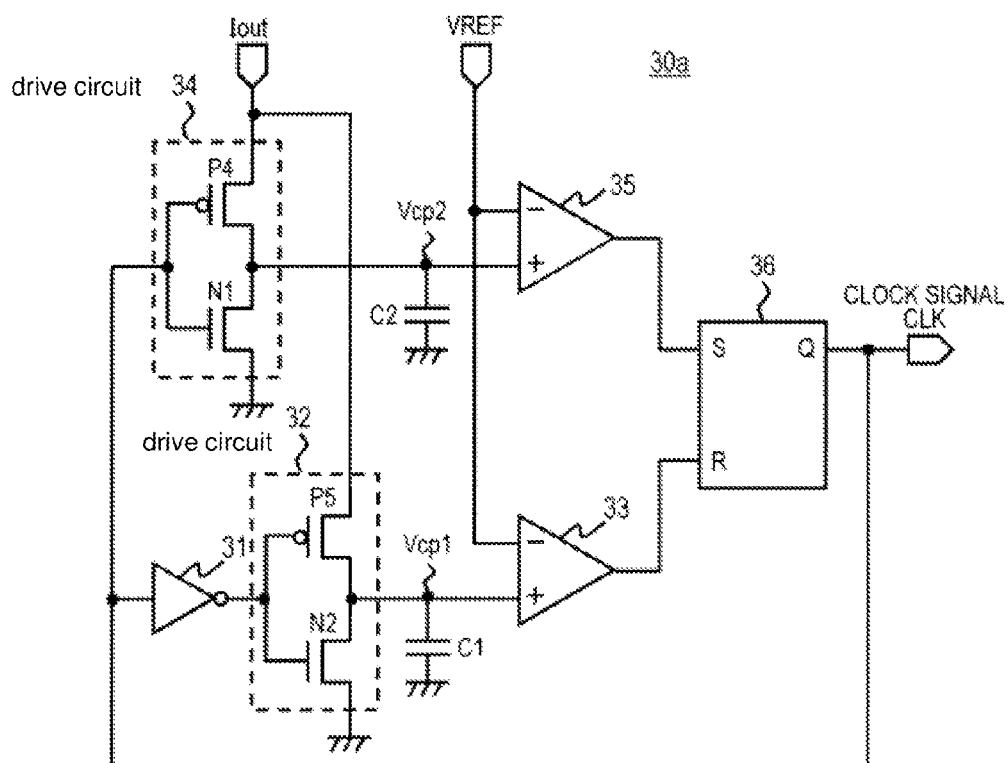 Iout
VREF
30a
drive circuit
34
P4
35
Vcp2
−
+
N1
36
CLOCK SIGNAL
CLK
C2
S
Q
drive circuit
32
R
P5
33
31
Vcp1
−
+
N2
C1